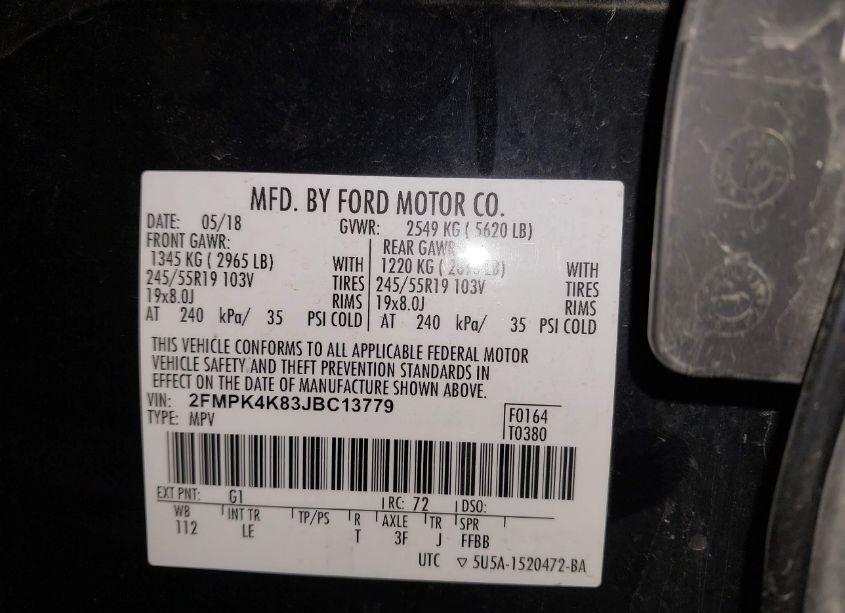 MFD. BY FORD MOTOR CO.
DATE: 05/18 GVWR: 2549 KG ( 5620 LB)
FRONT GAWR: REAR GAWR:
1345 KG ( 2965 LB) WITH 1220 KG ( LB) WITH
245/55R19 103V TIRES 245/55R19 103V TIRES
19x8.0J RIMS 19x8.0J RIMS
AT 240 kPa/ 35 PSI COLD AT 240 kPa/ 35 PSI COLD
THIS VEHICLE CONFORMS TO ALL APPLICABLE FEDERAL MOTOR
VEHICLE SAFETY AND THEFT PREVENTION STANDARDS IN
EFFECT ON THE DATE OF MANUFACTURE SHOWN ABOVE.
VIN: 2FMPK4K83JBC13779
TYPE: MPV
F0164
T0380
EXT PNT: G1 RC: 72 DSO:
WB INT TR TP/PS R AXLE TR SPR
112 LE T 3F J FFBB
UTC ▽ 5U5A-1520472-BA